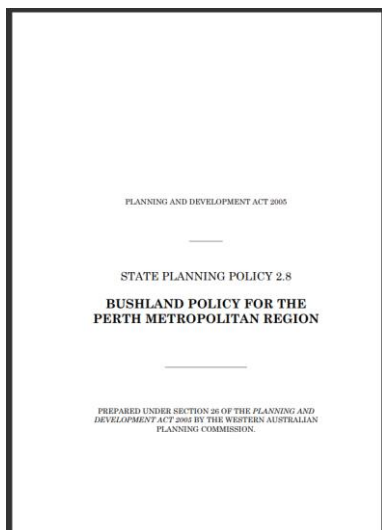 PLANNING AND DEVELOPMENT ACT 2005
STATE PLANNING POLICY 2.8
BUSHLAND POLICY FOR THE
PERTH METROPOLITAN REGION
PREPARED UNDER SECTION 26 OF THE PLANNING AND
DEVELOPMENT ACT 2005 BY THE WESTERN AUSTRALIAN
PLANNING COMMISSION.